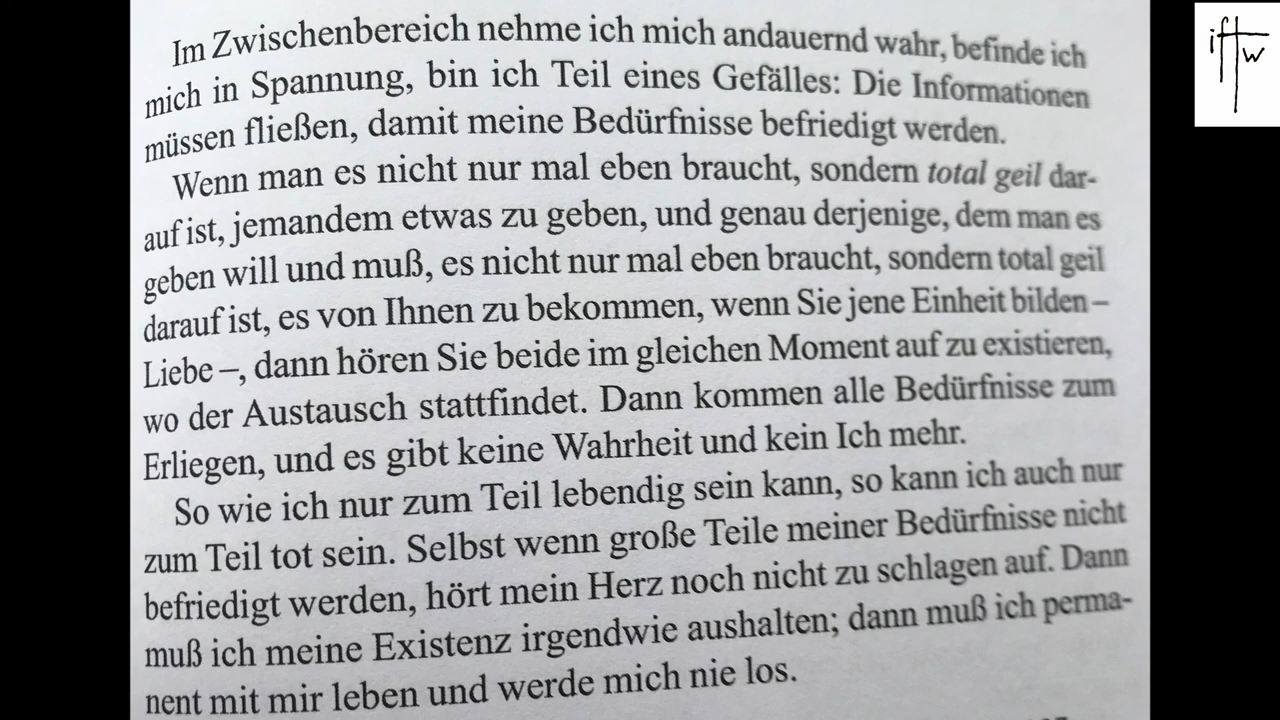 Im Zwischenbereich nehme ich mich andauernd wahr, befinde ich
mich in Spannung, bin ich Teil eines Gefälles: Die Informationen
müssen fließen, damit meine Bedürfnisse befriedigt werden.
Wenn man es nicht nur mal eben braucht, sondern total geil dar-
auf ist, jemandem etwas zu geben, und genau derjenige, dem man es
geben will und muß, es nicht nur mal eben braucht, sondern total geil
darauf ist, es von Ihnen zu bekommen, wenn Sie jene Einheit bilden –
Liebe –, dann hören Sie beide im gleichen Moment auf zu existieren,
wo der Austausch stattfindet. Dann kommen alle Bedürfnisse zum
Erliegen, und es gibt keine Wahrheit und kein Ich mehr.
So wie ich nur zum Teil lebendig sein kann, so kann ich auch nur
zum Teil tot sein. Selbst wenn große Teile meiner Bedürfnisse nicht
befriedigt werden, hört mein Herz noch nicht zu schlagen auf. Dann
muß ich meine Existenz irgendwie aushalten; dann muß ich perma-
nent mit mir leben und werde mich nie los.
iftw